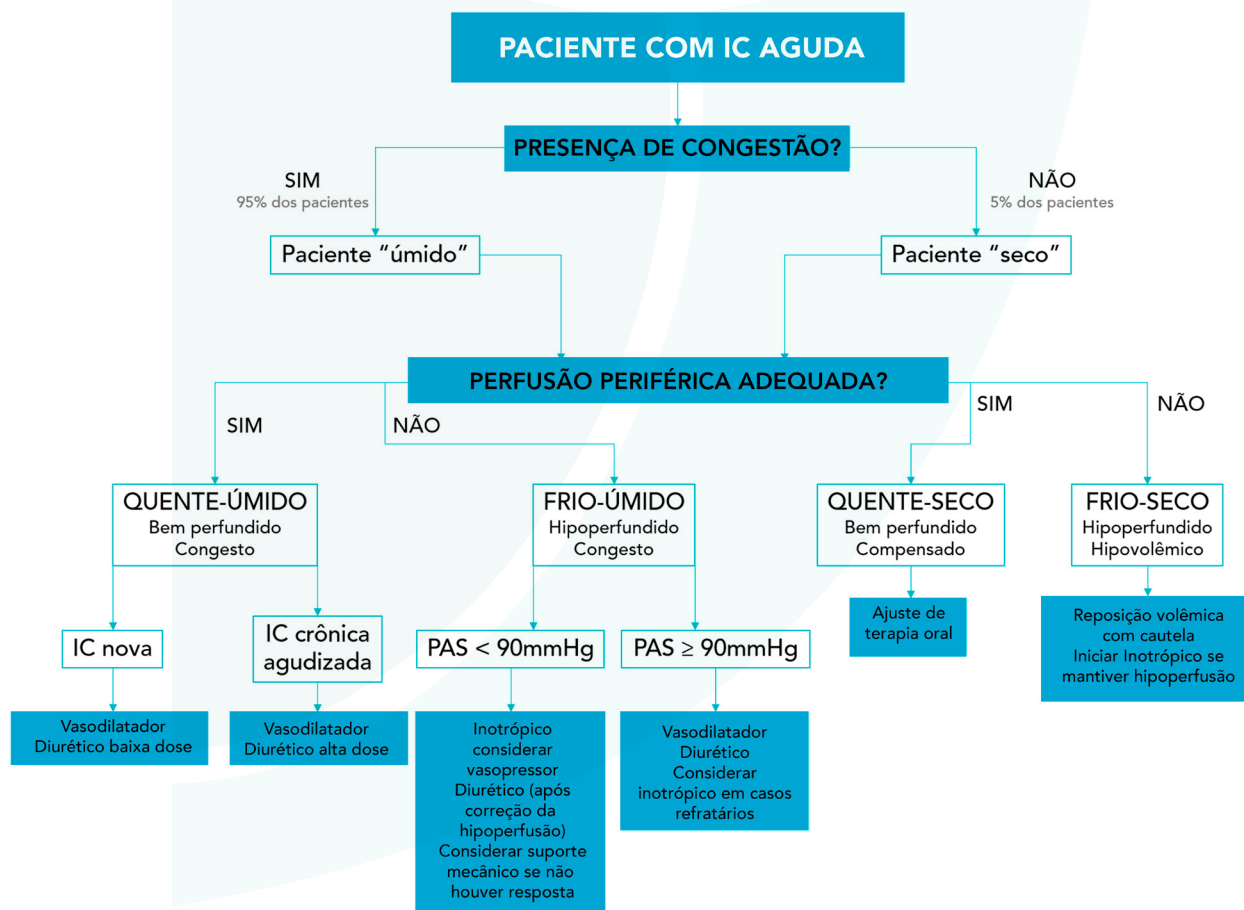 PACIENTE COM IC AGUDA
PRESENÇA DE CONGESTÃO?
SIM
95% dos pacientes
NÃO
5% dos pacientes
Paciente “úmido”
Paciente “seco”
PERFUSÃO PERIFÉRICA ADEQUADA?
SIM
NÃO
SIM
NÃO
QUENTE-ÚMIDO
Bem perfundido
Congesto
FRIO-ÚMIDO
Hipoperfundido
Congesto
QUENTE-SECO
Bem perfundido
Compensado
FRIO-SECO
Hipoperfundido
Hipovolêmico
IC nova
IC crônica
agudizada
PAS < 90mmHg
PAS ≥ 90mmHg
Ajuste de
terapia oral
Reposição volêmica
com cautela
Iniciar Inotrópico se
mantiver hipoperfusão
Vasodilatador
Diurético baixa dose
Vasodilatador
Diurético alta dose
Inotrópico
considerar
vasopressor
Diurético (após
correção da
hipoperfusão)
Considerar suporte
mecânico se não
houver resposta
Vasodilatador
Diurético
Considerar
inotrópico em casos
refratários